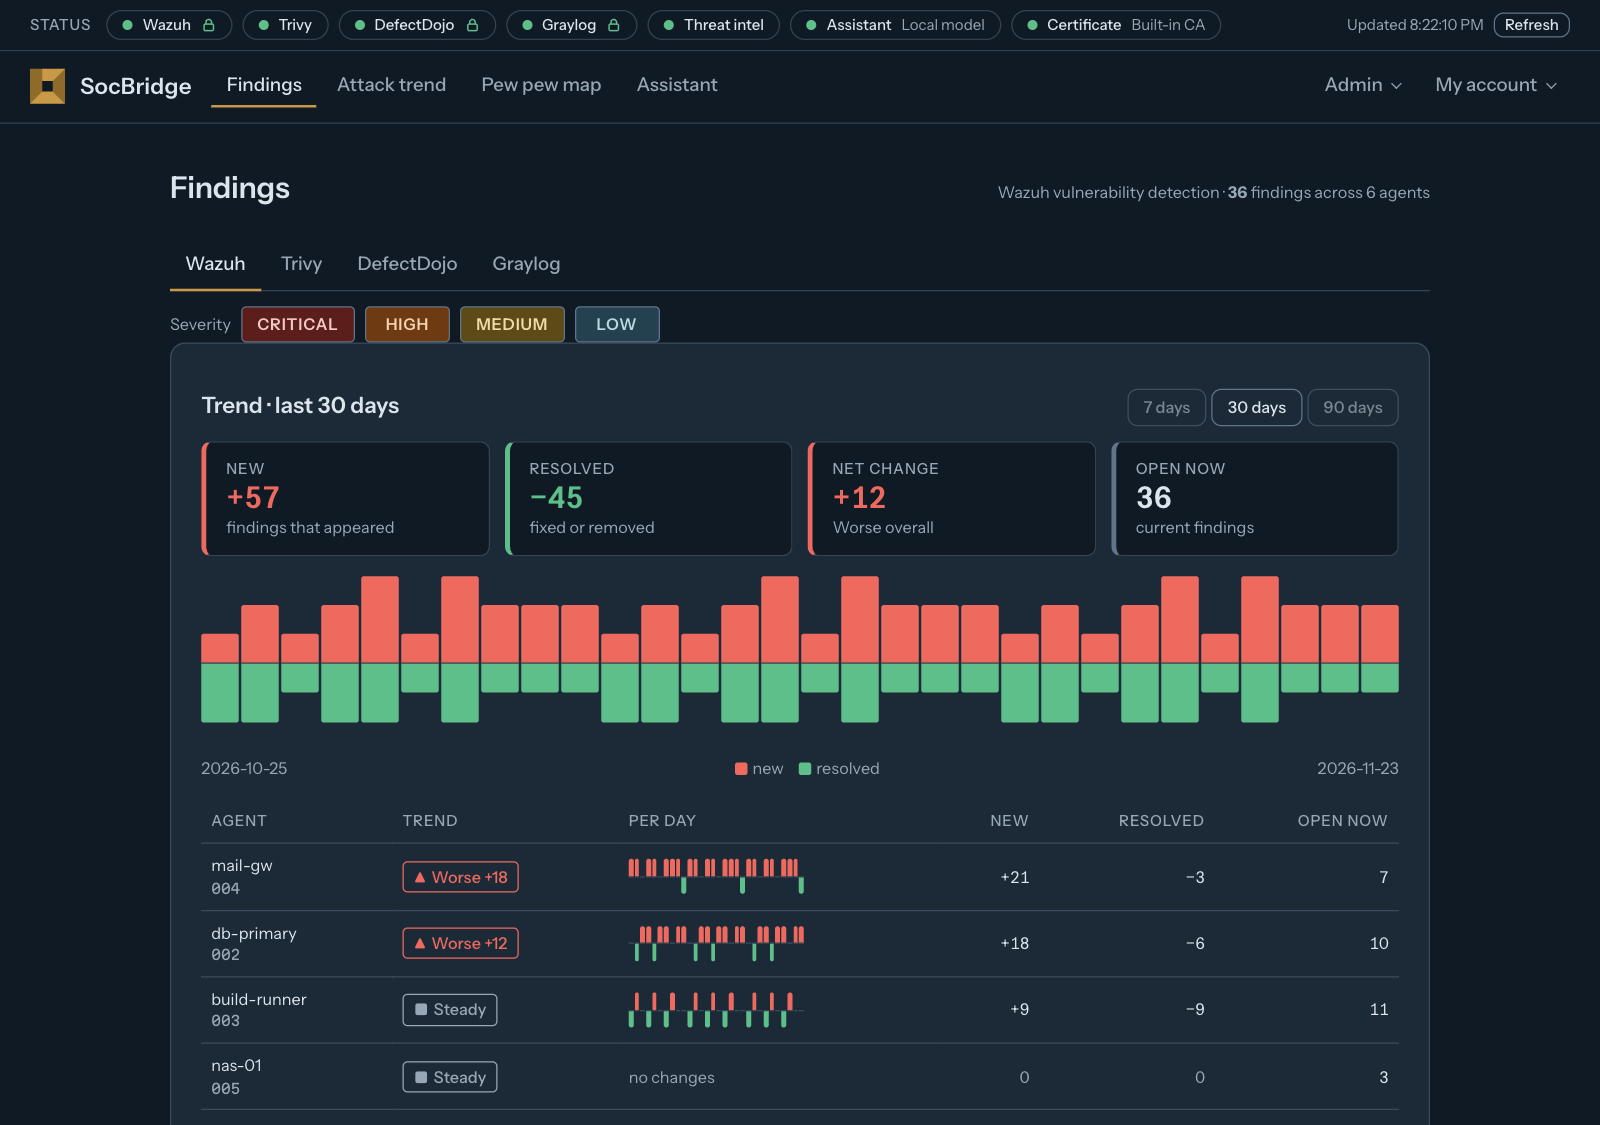 STATUS Wazuh Trivy DefectDojo Graylog Threat intel Assistant Local model Certificate Built-in CA Updated 8:22:10 PM Refresh
SocBridge Findings Attack trend Pew pew map Assistant Admin My account
Findings
Wazuh vulnerability detection · 36 findings across 6 agents
Wazuh Trivy DefectDojo Graylog
Severity CRITICAL HIGH MEDIUM LOW
Trend · last 30 days 7 days 30 days 90 days
NEW RESOLVED NET CHANGE OPEN NOW
+57 −45 +12 36
findings that appeared fixed or removed Worse overall current findings
2026-10-25 new resolved 2026-11-23
AGENT TREND PER DAY NEW RESOLVED OPEN NOW
mail-gw
004 Worse +18 +21 −3 7
db-primary
002 Worse +12 +18 −6 10
build-runner
003 Steady +9 −9 11
nas-01
005 Steady no changes 0 0 3